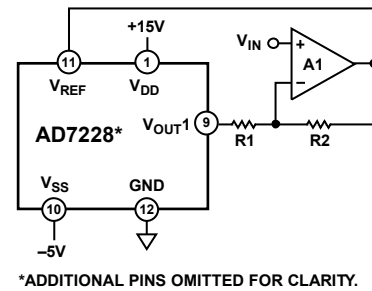 +15V
VIN
+
A1
−
11
1
VREF
VDD
AD7228*
VOUT1
9
R1
R2
VSS
GND
10
12
–5V
*ADDITIONAL PINS OMITTED FOR CLARITY.